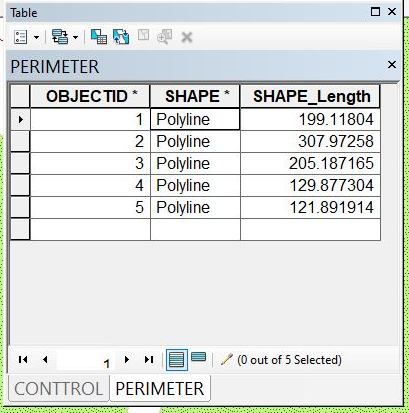 Table
PERIMETER
OBJECTID * SHAPE * SHAPE_Length
1 Polyline 199.11804
2 Polyline 307.97258
3 Polyline 205.187165
4 Polyline 129.877304
5 Polyline 121.891914
1 (0 out of 5 Selected)
CONTTROL PERIMETER